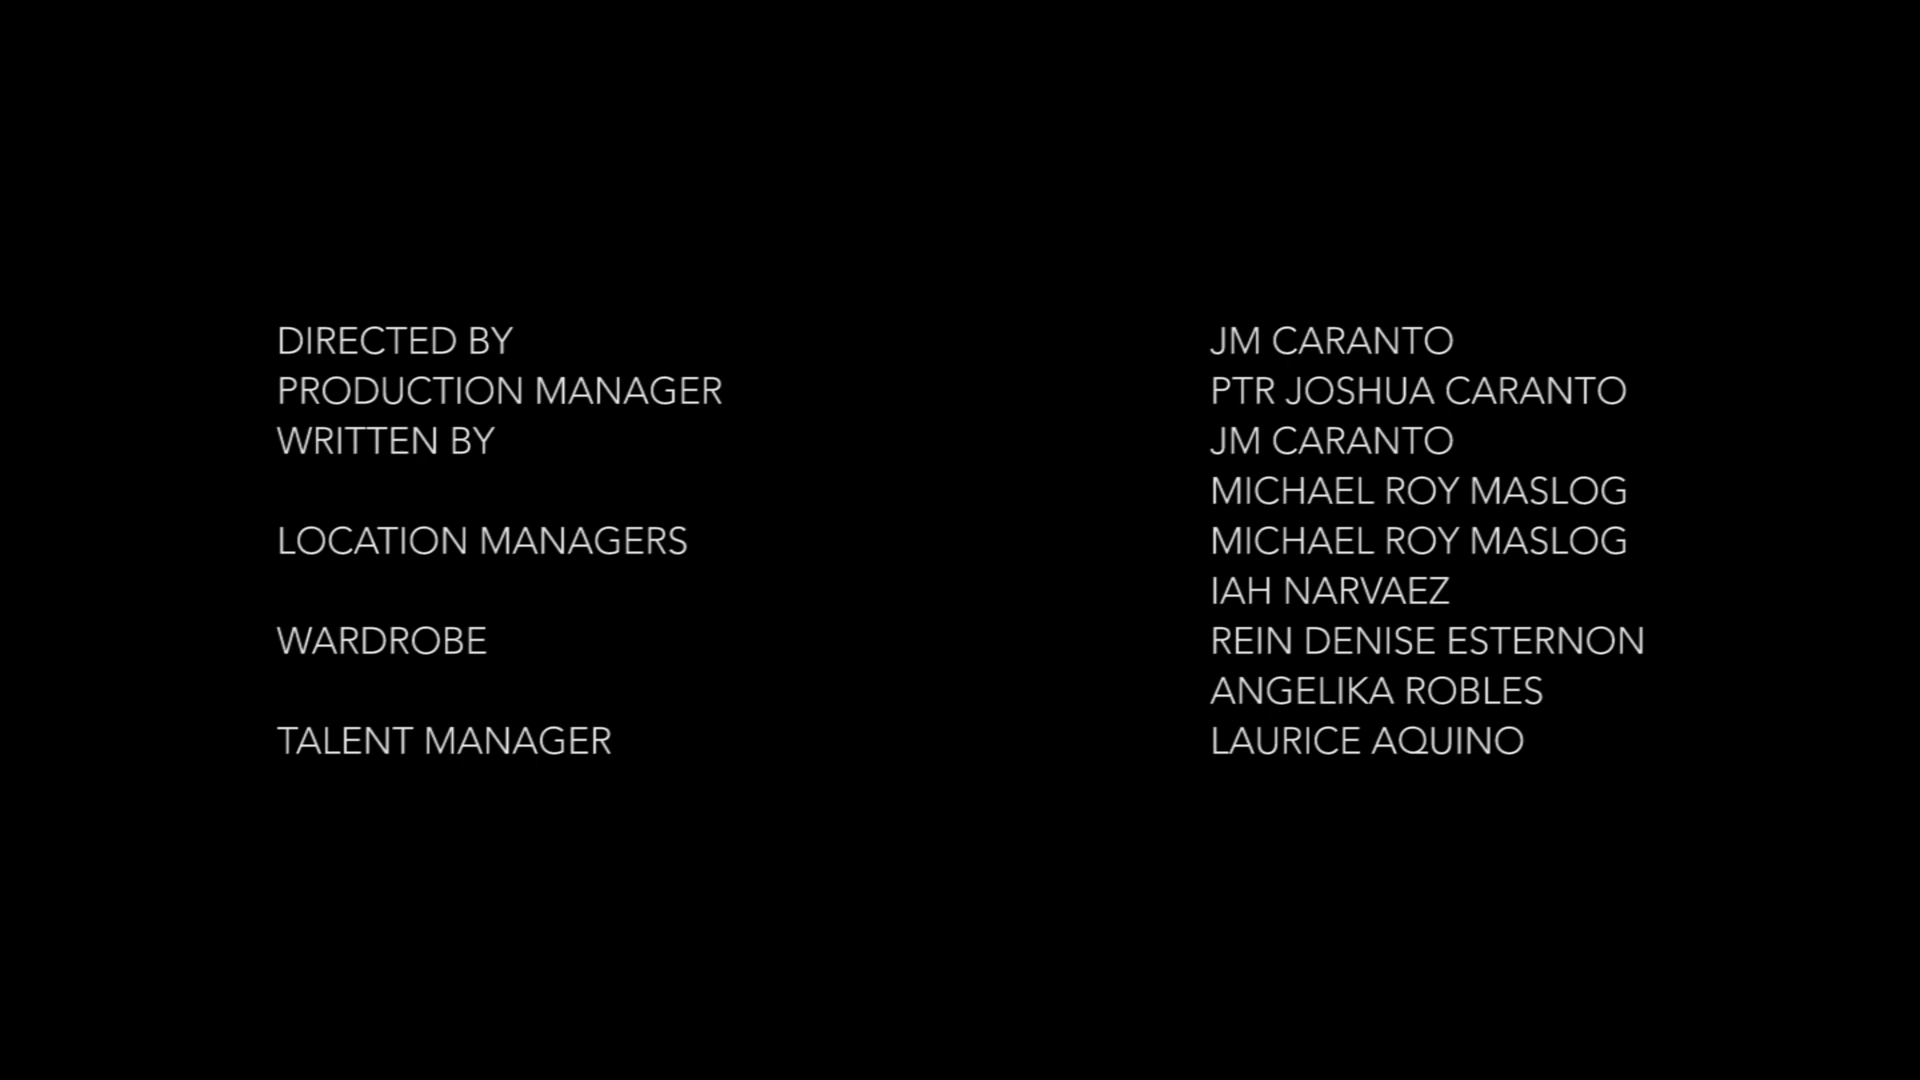 DIRECTED BY JM CARANTO
PRODUCTION MANAGER PTR JOSHUA CARANTO
WRITTEN BY JM CARANTO
MICHAEL ROY MASLOG
LOCATION MANAGERS MICHAEL ROY MASLOG
IAH NARVAEZ
WARDROBE REIN DENISE ESTERNON
ANGELIKA ROBLES
TALENT MANAGER LAURICE AQUINO